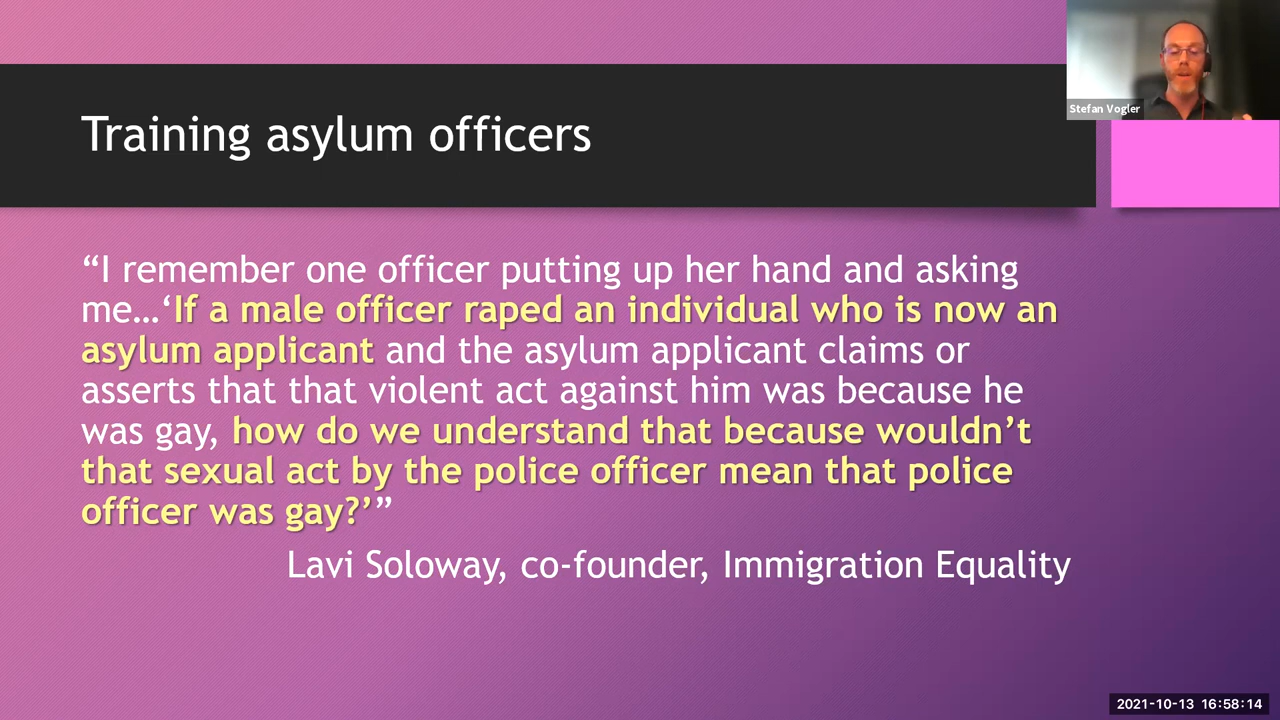 Stefan Vogler
Training asylum officers
“I remember one officer putting up her hand and asking
me…‘If a male officer raped an individual who is now an
asylum applicant and the asylum applicant claims or
asserts that that violent act against him was because he
was gay, how do we understand that because wouldn’t
that sexual act by the police officer mean that police
officer was gay?’”
Lavi Soloway, co-founder, Immigration Equality
2021-10-13 16:58:14